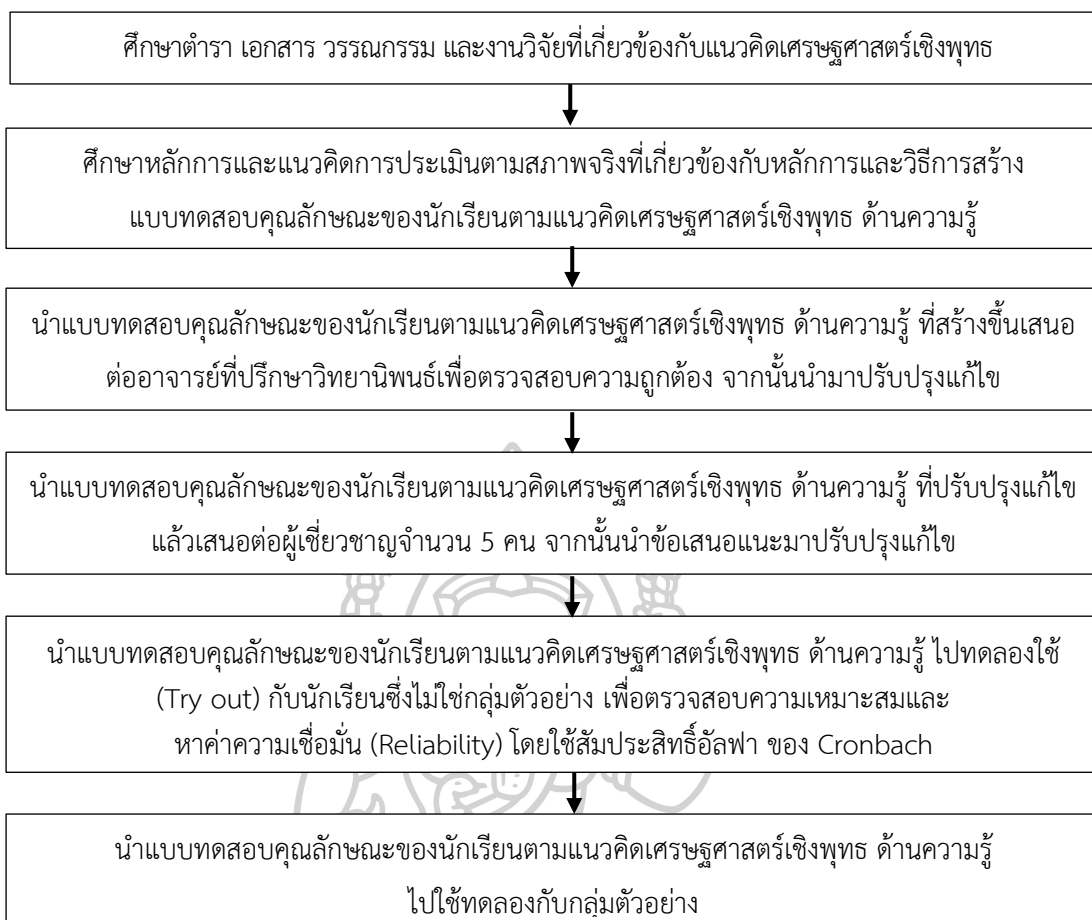 ศึกษาตำรา เอกสาร วรรณกรรม และงานวิจัยที่เกี่ยวข้องกับแนวคิดเศรษฐศาสตร์เชิงพุทธ
ศึกษาหลักการและแนวคิดการประเมินตามสภาพจริงที่เกี่ยวข้องกับหลักการและวิธีการสร้าง
แบบทดสอบคุณลักษณะของนักเรียนตามแนวคิดเศรษฐศาสตร์เชิงพุทธ ด้านความรู้
นำแบบทดสอบคุณลักษณะของนักเรียนตามแนวคิดเศรษฐศาสตร์เชิงพุทธ ด้านความรู้ ที่สร้างขึ้นเสนอ
ต่ออาจารย์ที่ปรึกษาวิทยานิพนธ์เพื่อตรวจสอบความถูกต้อง จากนั้นนำมาปรับปรุงแก้ไข
นำแบบทดสอบคุณลักษณะของนักเรียนตามแนวคิดเศรษฐศาสตร์เชิงพุทธ ด้านความรู้ ที่ปรับปรุงแก้ไข
แล้วเสนอต่อผู้เชี่ยวชาญจำนวน 5 คน จากนั้นนำข้อเสนอแนะมาปรับปรุงแก้ไข
นำแบบทดสอบคุณลักษณะของนักเรียนตามแนวคิดเศรษฐศาสตร์เชิงพุทธ ด้านความรู้ ไปทดลองใช้
(Try out) กับนักเรียนซึ่งไม่ใช่กลุ่มตัวอย่าง เพื่อตรวจสอบความเหมาะสมและ
หาค่าความเชื่อมั่น (Reliability) โดยใช้สัมประสิทธิ์อัลฟา ของ Cronbach
นำแบบทดสอบคุณลักษณะของนักเรียนตามแนวคิดเศรษฐศาสตร์เชิงพุทธ ด้านความรู้
ไปใช้ทดลองกับกลุ่มตัวอย่าง